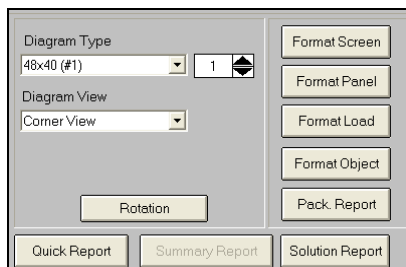 Diagram Type
48x40 (#1)
1
Diagram View
Corner View
Rotation
Format Screen
Format Panel
Format Load
Format Object
Pack. Report
Quick Report
Summary Report
Solution Report